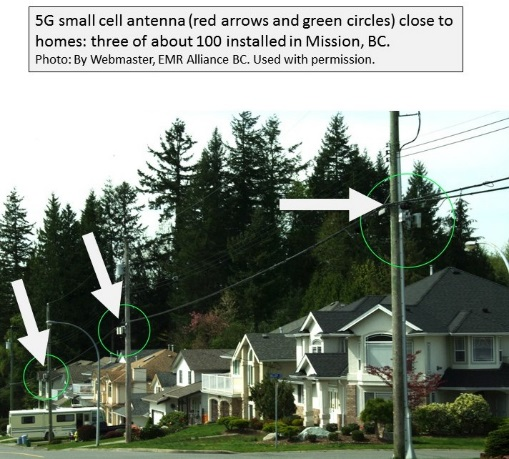 5G small cell antenna (red arrows and green circles) close to
homes: three of about 100 installed in Mission, BC.
Photo: By Webmaster, EMR Alliance BC. Used with permission.